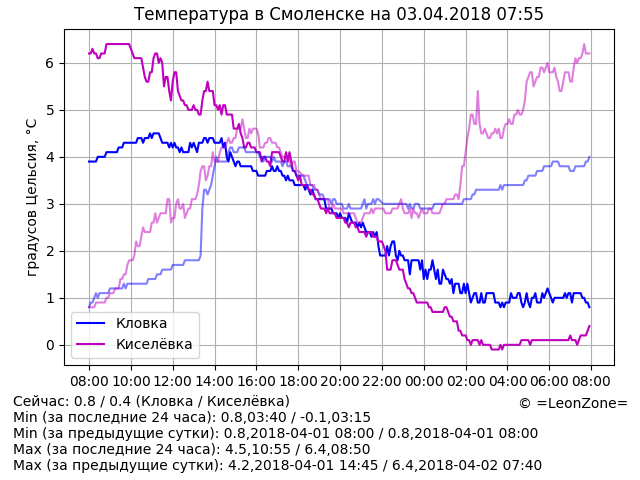 Температура в Смоленске на 03.04.2018 07:55
градусов Цельсия, °C
6
5
4
3
2
1
0
Кловка
Киселёвка
08:00 10:00 12:00 14:00 16:00 18:00 20:00 22:00 00:00 02:00 04:00 06:00 08:00
Сейчас: 0.8 / 0.4 (Кловка / Киселёвка)
© =LeonZone=
Min (за последние 24 часа): 0.8,03:40 / -0.1,03:15
Min (за предыдущие сутки): 0.8,2018-04-01 08:00 / 0.8,2018-04-01 08:00
Max (за последние 24 часа): 4.5,10:55 / 6.4,08:50
Max (за предыдущие сутки): 4.2,2018-04-01 14:45 / 6.4,2018-04-02 07:40